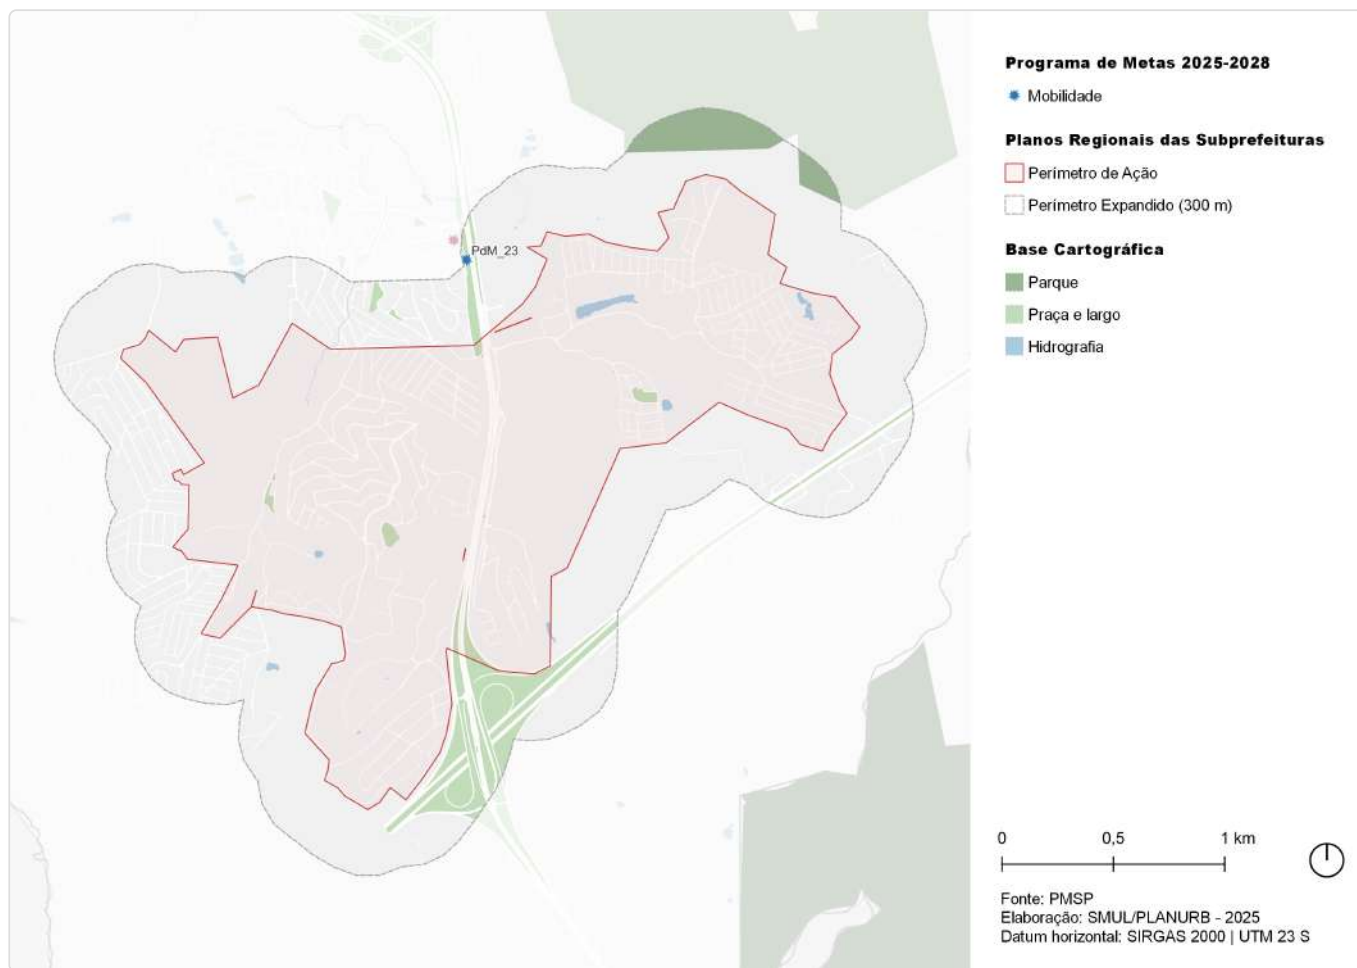 PdM_23
Programa de Metas 2025-2028
Mobilidade
Planos Regionais das Subprefeituras
Perímetro de Ação
Perímetro Expandido (300 m)
Base Cartográfica
Parque
Praça e largo
Hidrografia
0 0,5 1 km
Fonte: PMSP
Elaboração: SMUL/PLANURB - 2025
Datum horizontal: SIRGAS 2000 | UTM 23 S